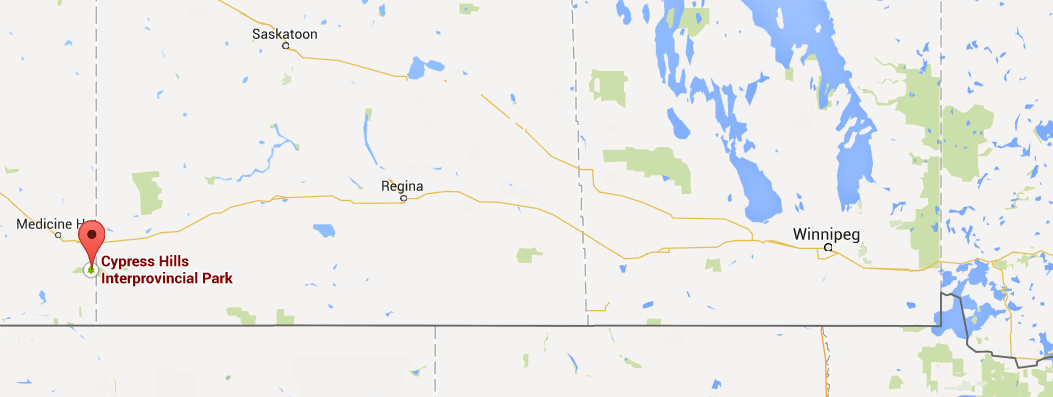 Saskatoon
Regina
Medicine H
Winnipeg
Cypress Hills
Interprovincial Park